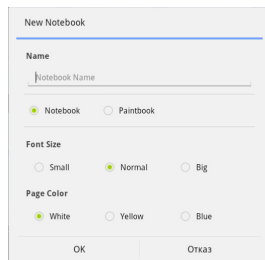 New Notebook
Name
Notebook Name
Notebook Paintbook
Font Size
Small Normal Big
Page Color
White Yellow Blue
OK Отказ